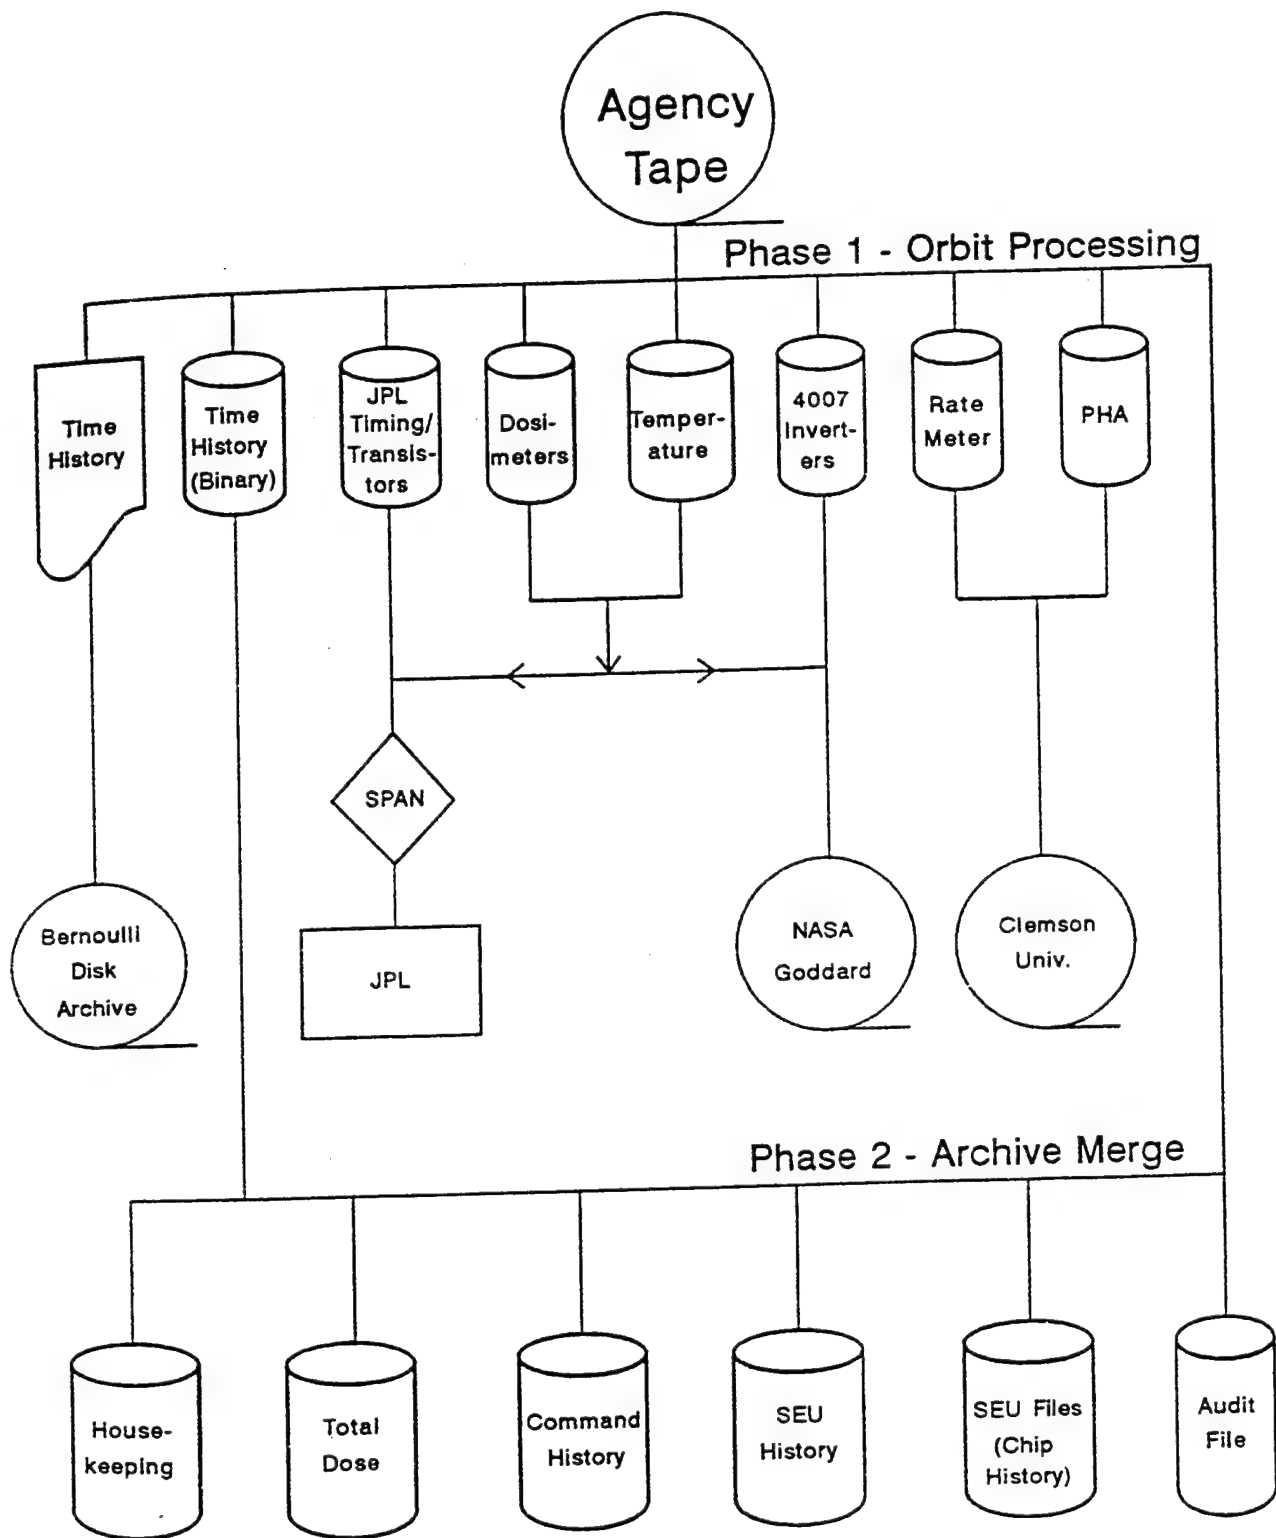 Agency
Tape
Phase 1 - Orbit Processing
Time
History
Time
History
(Binary)
JPL
Timing/
Transis-
tors
Dosi-
meters
Temper-
ature
4007
Invert-
ers
Rate
Meter
PHA
SPAN
JPL
Bernoulli
Disk
Archive
NASA
Goddard
Clemson
Univ.
Phase 2 - Archive Merge
House-
keeping
Total
Dose
Command
History
SEU
History
SEU Files
(Chip
History)
Audit
File